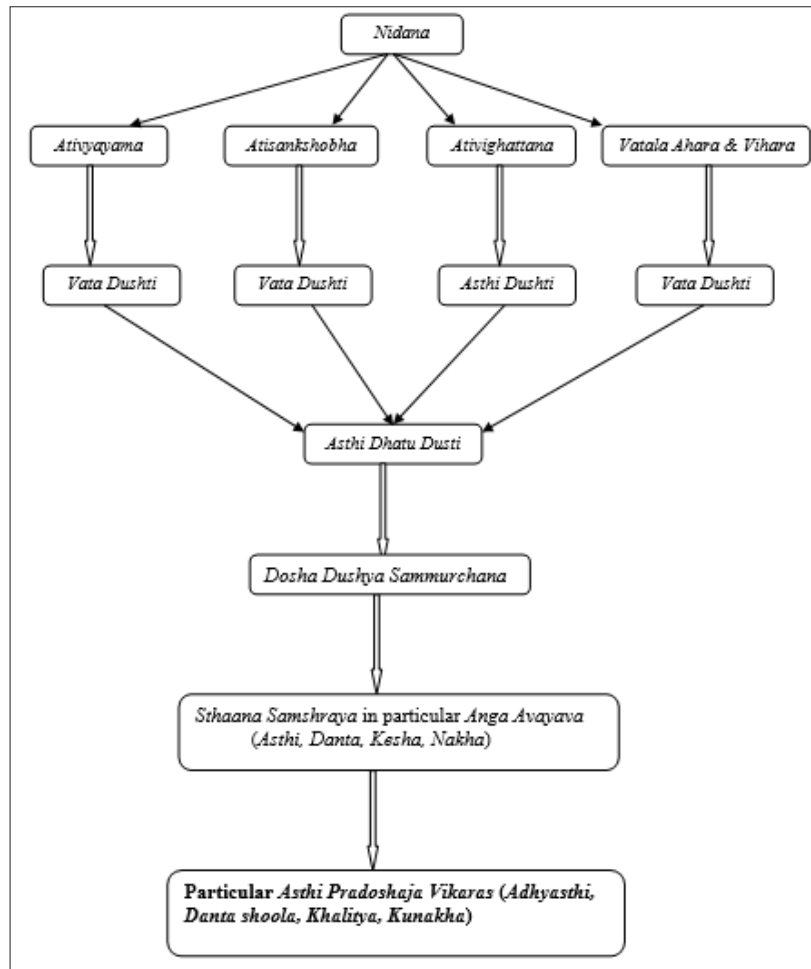 Nidana
Ativyayama
Atisankshobha
Ativighattana
Vatala Ahara & Vihara
Vata Dushti
Vata Dushti
Asthi Dushti
Vata Dushti
Asthi Dhatu Dusti
Dosha Dushya Sammurchana
Sthaana Samshraya in particular Anga Avayava
(Asthi, Danta, Kesha, Nakha)
Particular Asthi Pradoshaja Vikaras (Adhyasthi,
Danta shoola, Khalitya, Kunakha)